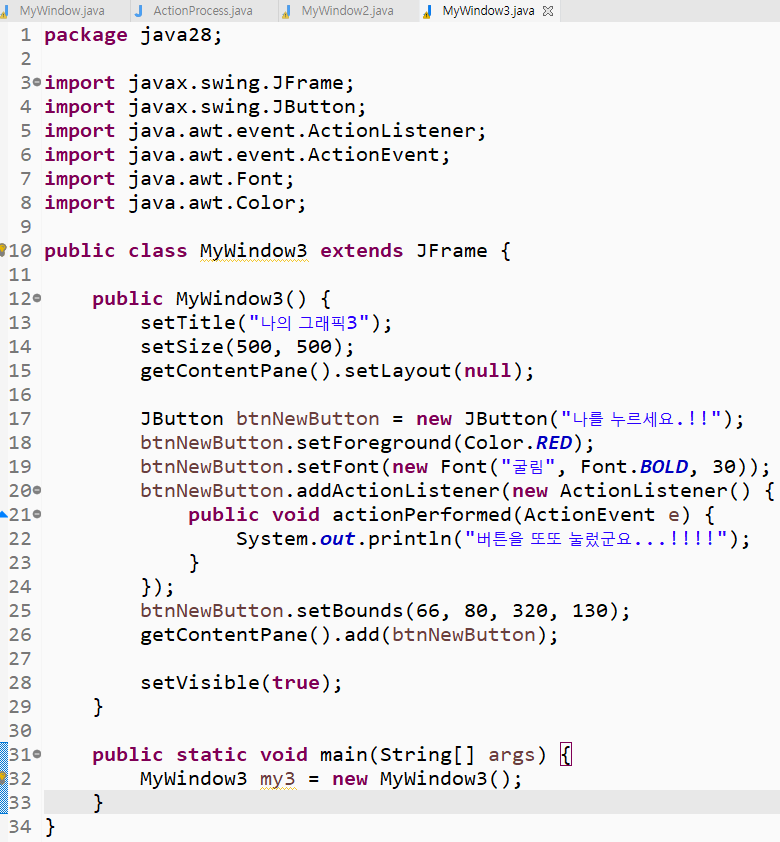 MyWindow.java ActionProcess.java MyWindow2.java MyWindow3.java
1 package java28;
2
3 import javax.swing.JFrame;
4 import javax.swing.JButton;
5 import java.awt.event.ActionListener;
6 import java.awt.event.ActionEvent;
7 import java.awt.Font;
8 import java.awt.Color;
9
10 public class MyWindow3 extends JFrame {
11
12     public MyWindow3() {
13         setTitle("나의 그래픽3");
14         setSize(500, 500);
15         getContentPane().setLayout(null);
16
17         JButton btnNewButton = new JButton("나를 누르세요.!!");
18         btnNewButton.setForeground(Color.RED);
19         btnNewButton.setFont(new Font("굴림", Font.BOLD, 30));
20         btnNewButton.addActionListener(new ActionListener() {
21             public void actionPerformed(ActionEvent e) {
22                 System.out.println("버튼을 또또 눌렀군요...!!!!");
23             }
24         });
25         btnNewButton.setBounds(66, 80, 320, 130);
26         getContentPane().add(btnNewButton);
27
28         setVisible(true);
29     }
30
31     public static void main(String[] args) {
32         MyWindow3 my3 = new MyWindow3();
33     }
34 }